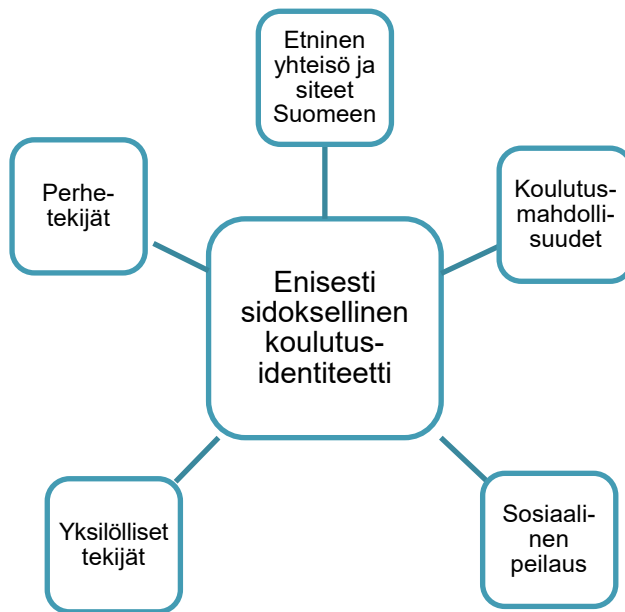 Etninen
yhteisö ja
siteet
Suomeen
Perhe-
tekijät
Koulutus-
mahdolli-
suudet
Enisesti
sidoksellinen
koulutus-
identiteetti
Yksilölliset
tekijät
Sosiaali-
nen
peilaus